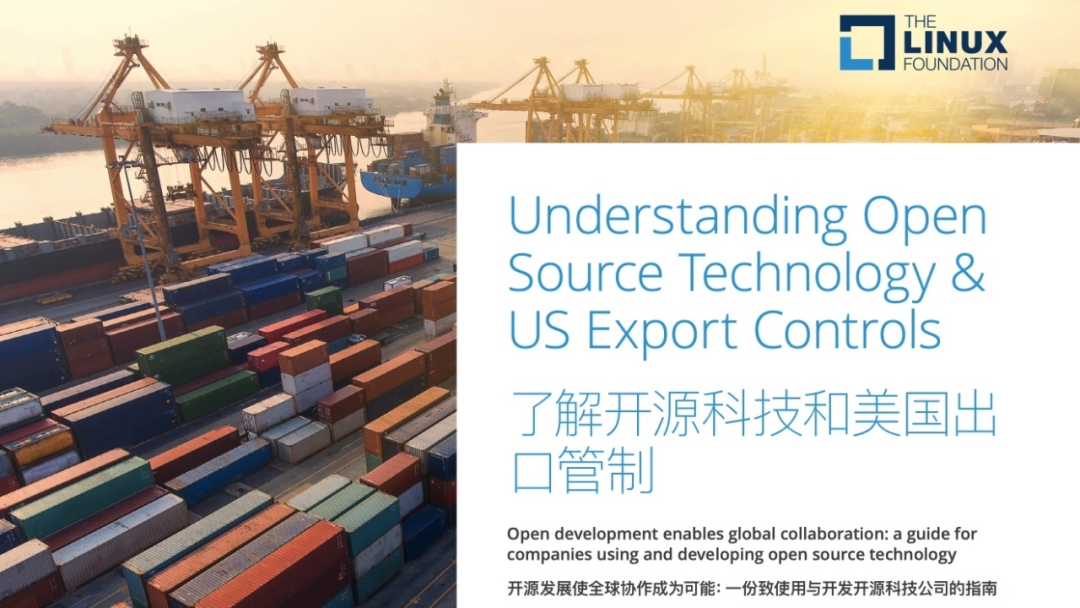 THE
LINUX
FOUNDATION
Understanding Open
Source Technology &
US Export Controls
了解开源科技和美国出
口管制
Open development enables global collaboration: a guide for
companies using and developing open source technology
开源发展使全球协作成为可能：一份致使用与开发开源科技公司的指南